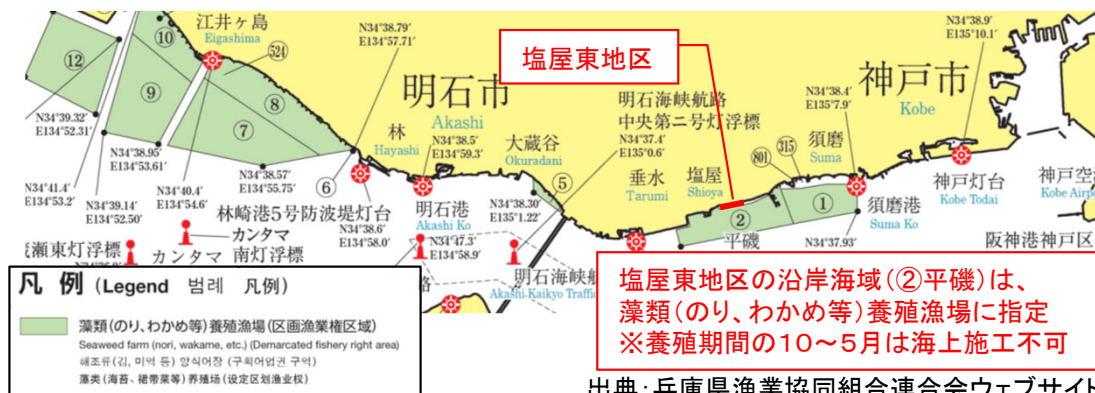 江井ヶ島
Eigashima
524
⑩
⑫
⑨
⑧
⑦
⑥
N34°39.32'
E134°52.31'
N34°38.95'
E134°53.61'
N34°41.4'
E134°53.2'
N34°39.14'
E134°52.50'
N34°40.4'
E134°54.6'
N34°38.57'
E134°55.75'
N34°38.79'
E134°57.71'
明石市
Akashi
林
Hayashi
N34°38.5'
E134°59.3'
大蔵谷
Okuradani
⑤
N34°38.30'
E135°1.22'
N34°38.6'
E134°58.0'
明石港
Akashi Ko
N34°47.3'
E134°58.9'
林崎港5号防波堤灯台
カンタマ
南灯浮標
瀬東灯浮標
カンタマ
塩屋東地区
明石海峡航路
中央第二号灯浮標
N34°37.4'
E135°0.6'
垂水
Tarumi
塩屋
Shioya
801
315
須磨
Suma
N34°38.4'
E135°7.9'
神戸市
Kobe
N34°38.9'
E135°10.1'
②
平磯
①
須磨港
Suma Ko
N34°37.93'
神戸灯台
Kobe Todai
神戸空
Kobe Airp
阪神港神戸区
明石海峡航
Akashi Kaikyo Traffic
路
凡 例 (Legend 범례 凡例)
藻類(のり、わかめ等)養殖漁場(区画漁業権区域)
Seaweed farm (nori, wakame, etc.) (Demarcated fishery right area)
해조류(김, 미역 등) 양식어장 (구획어업권 구역)
藻类(海苔、裙带菜等)养殖场(设定区划渔业权)
塩屋東地区の沿岸海域(②平磯)は、
藻類(のり、わかめ等)養殖漁場に指定
※養殖期間の10~5月は海上施工不可
出典:兵庫県漁業協同組合連合会ウェブサイト